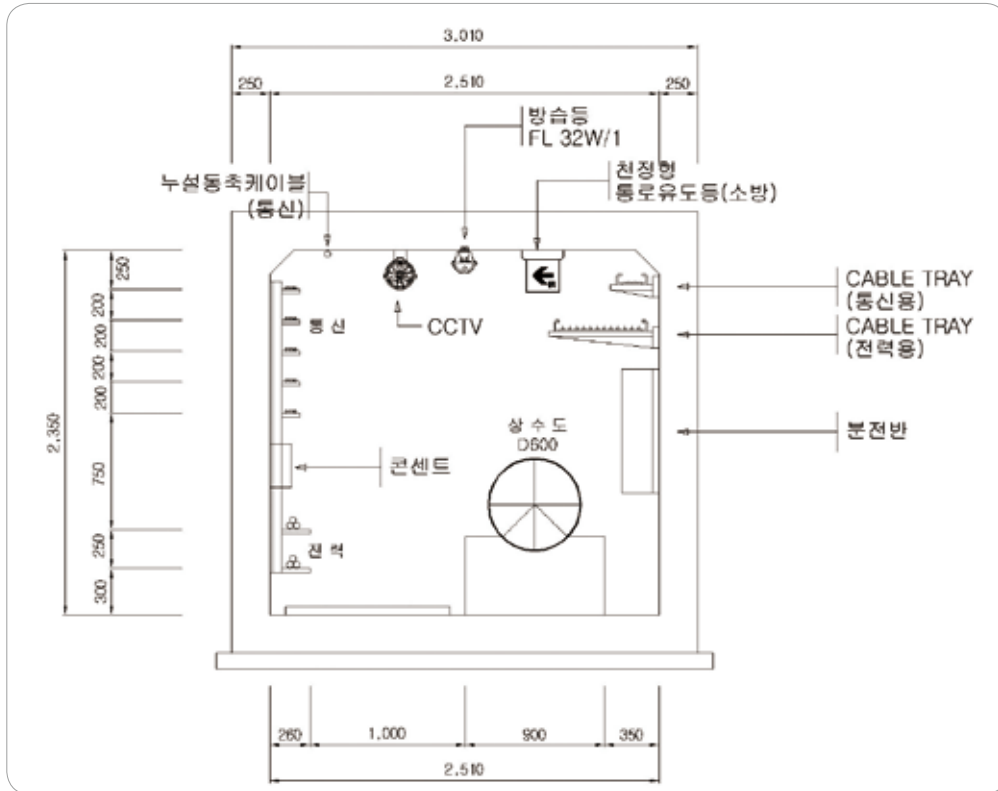 3.010
250
2.510
250
방습등
FL 32W/1
천정형
통로유도등(소방)
누설동축케이블
(통신)
250
200
200
200
200
750
250
300
2.350
통 신
CCTV
CABLE TRAY
(통신용)
CABLE TRAY
(전력용)
분전반
상 수 도
D600
콘센트
전 력
260
1.000
900
350
2.510